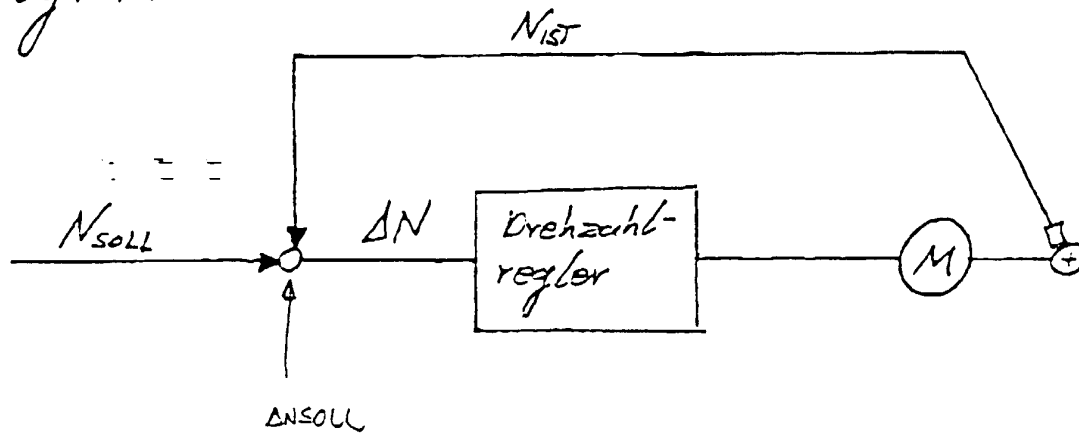 N_IST
N_SOLL
ΔN
Drehzahl-
regler
M
+
ΔNSOLL